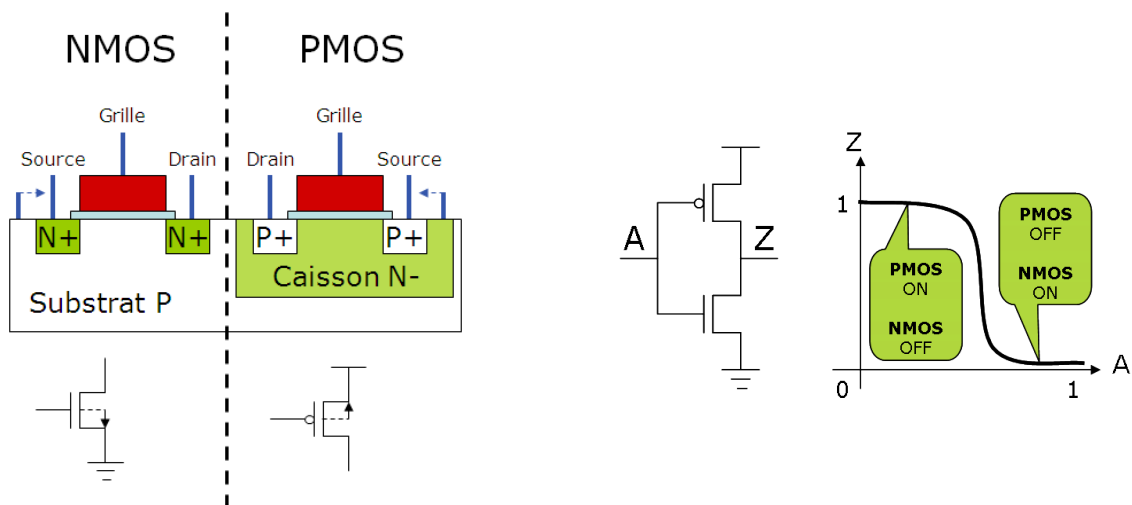 NMOS
PMOS
Grille
Grille
Source
Drain
Drain
Source
N+
N+
P+
P+
Caisson N-
Substrat P
A
Z
Z
1
PMOS
ON
NMOS
OFF
PMOS
OFF
NMOS
ON
0
1
A